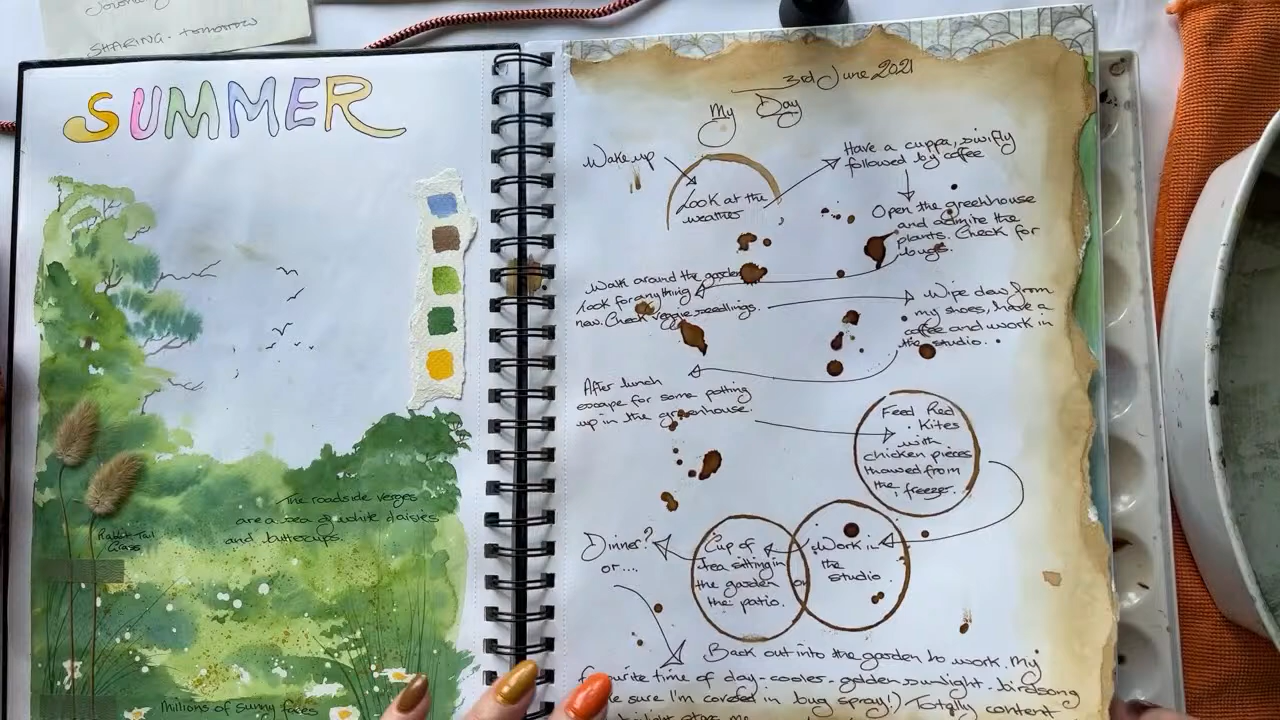 SHARING. tomorrow
SUMMER
The roadside verges
are a sea of white daisies
and buttercups.
Rabbit Tail
Grass
Millions of sunny faces
3rd June 2021
My Day
Wake up
Look at the
weather
Have a cuppa, swiftly
followed by coffee
Open the greenhouse
and admire the
plants. Check for
bugs.
Walk around the garden
look for anything
new. Check veggie seedlings.
Wipe dew from
my shoes, have a
coffee and work in
the studio.
After lunch
escape for some potting
up in the greenhouse.
Feed Red
Kites
with
chicken pieces
thawed from
the freezer.
Work in
the
studio
Cup of
tea sitting in
the garden or
the patio.
Dinner?
or....
Back out into the garden to work. My
favourite time of day - cooler - golden sunlight - birdsong
sure I'm covered in bug spray!) Totally content